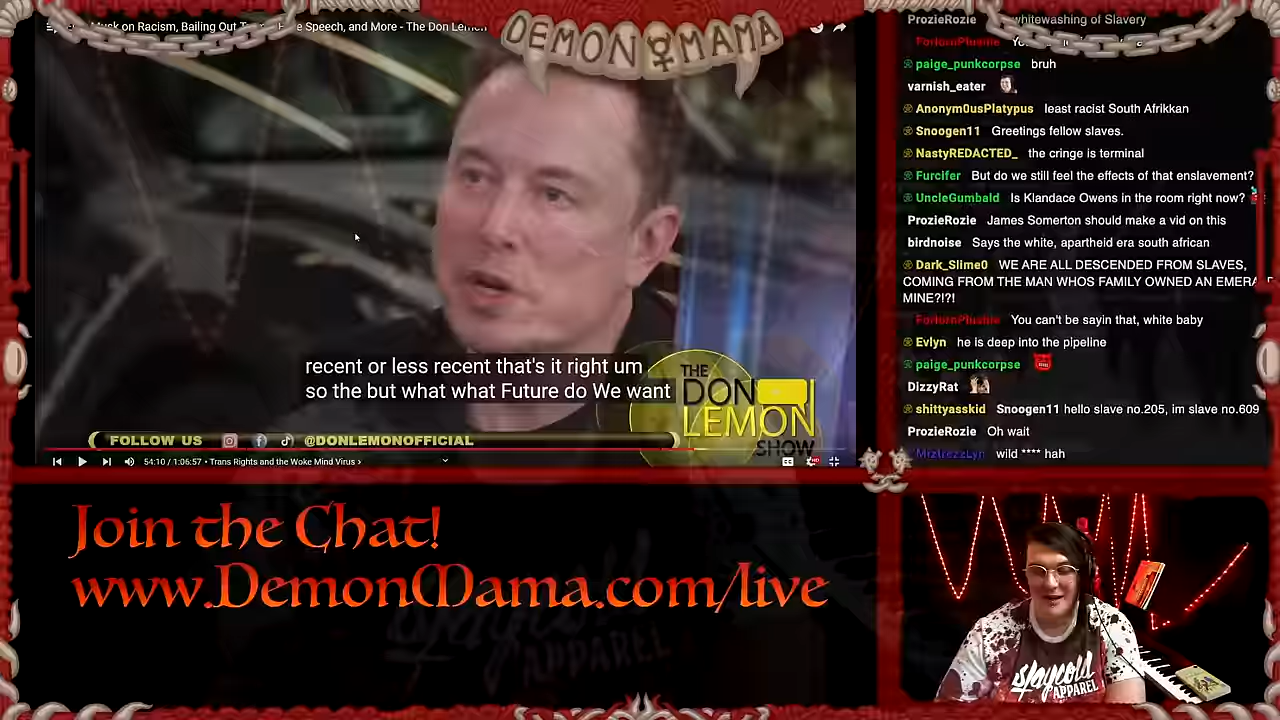 Musk on Racism, Bailing Out
Speech, and More - The Don Lemon
DEMON MAMA
recent or less recent that's it right um
so the but what what Future do We want
THE
DON
LEMON
SHOW
FOLLOW US @DONLEMONOFFICIAL
54:10 / 1:06:57 • Trans Rights and the Woke Mind Virus ›
ProzieRozie whitewashing of Slavery
paige_punkcorpse bruh
varnish_eater
Anonym0usPlatypus least racist South Afrikkan
Snoogen11 Greetings fellow slaves.
NastyREDACTED_ the cringe is terminal
Furcifer But do we still feel the effects of that enslavement?
UncleGumbald Is Klandace Owens in the room right now?
ProzieRozie James Somerton should make a vid on this
birdnoise Says the white, apartheid era south african
Dark_Slime0 WE ARE ALL DESCENDED FROM SLAVES,
COMING FROM THE MAN WHOS FAMILY OWNED AN EMERA
MINE?!?!
You can't be sayin that, white baby
Evlyn he is deep into the pipeline
paige_punkcorpse
DizzyRat
shittyasskid Snoogen11 hello slave no.205, im slave no.609
ProzieRozie Oh wait
MiztrezzLyn wild **** hah
Join the Chat!
www.DemonMama.com/live
slaycold
APPAREL
slaycold
APPAREL